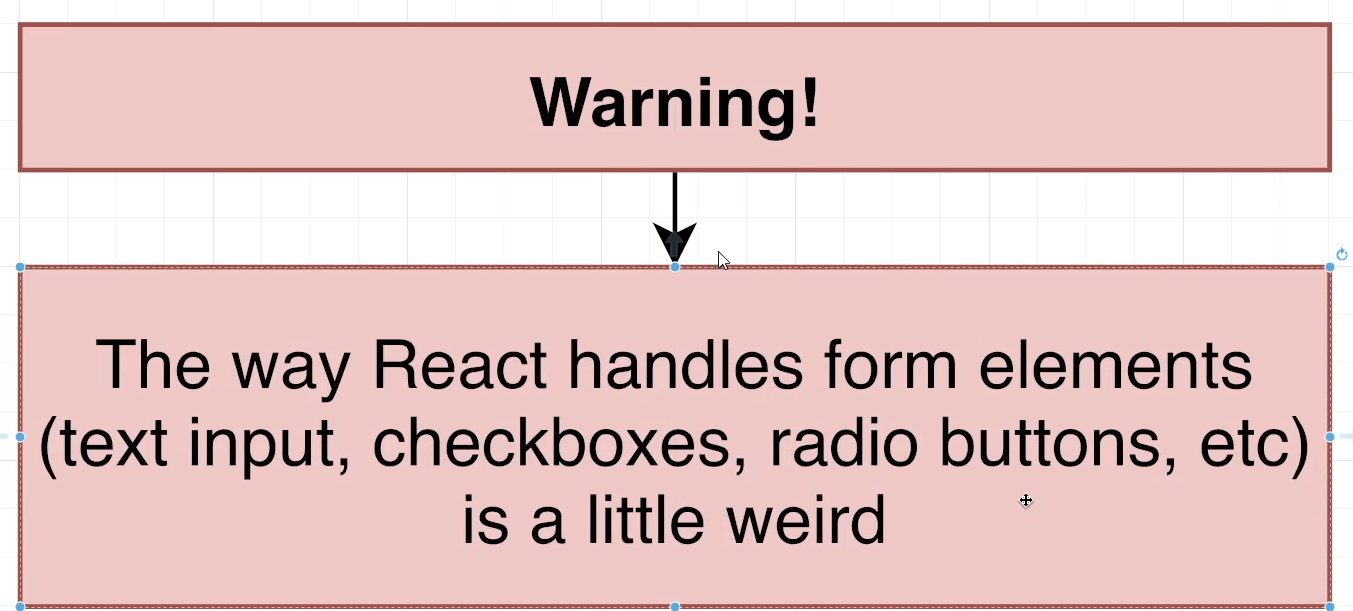 Warning!
The way React handles form elements
(text input, checkboxes, radio buttons, etc)
is a little weird